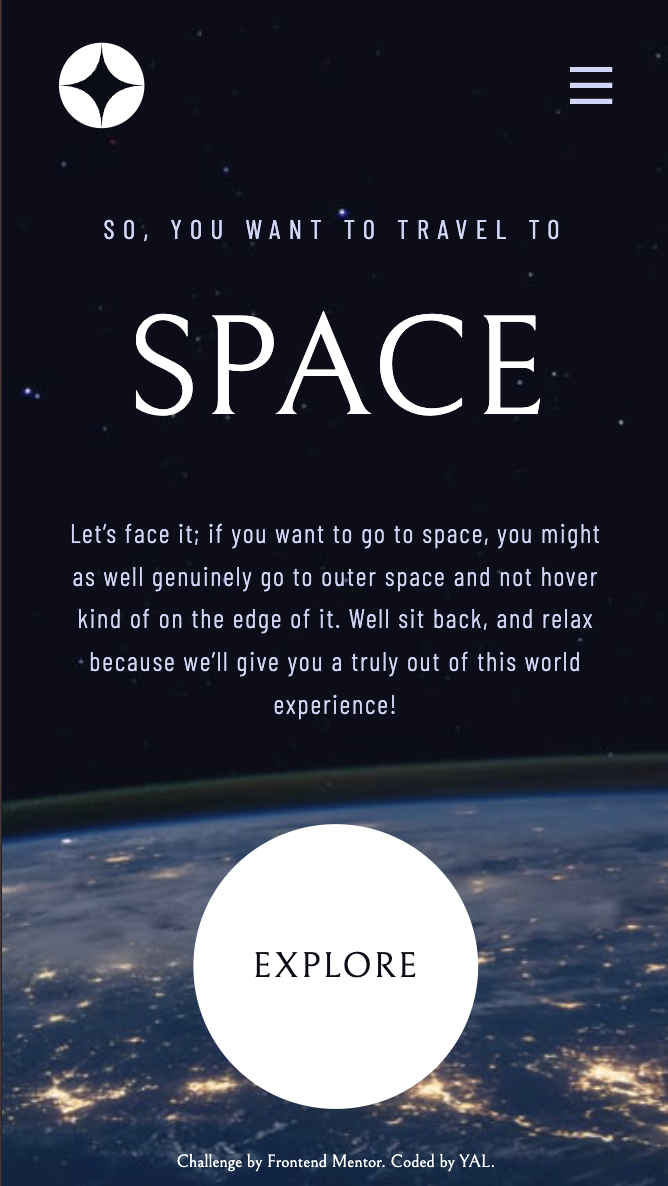 SO, YOU WANT TO TRAVEL TO
SPACE
Let’s face it; if you want to go to space, you might
as well genuinely go to outer space and not hover
kind of on the edge of it. Well sit back, and relax
because we’ll give you a truly out of this world
experience!
EXPLORE
Challenge by Frontend Mentor. Coded by YAL.